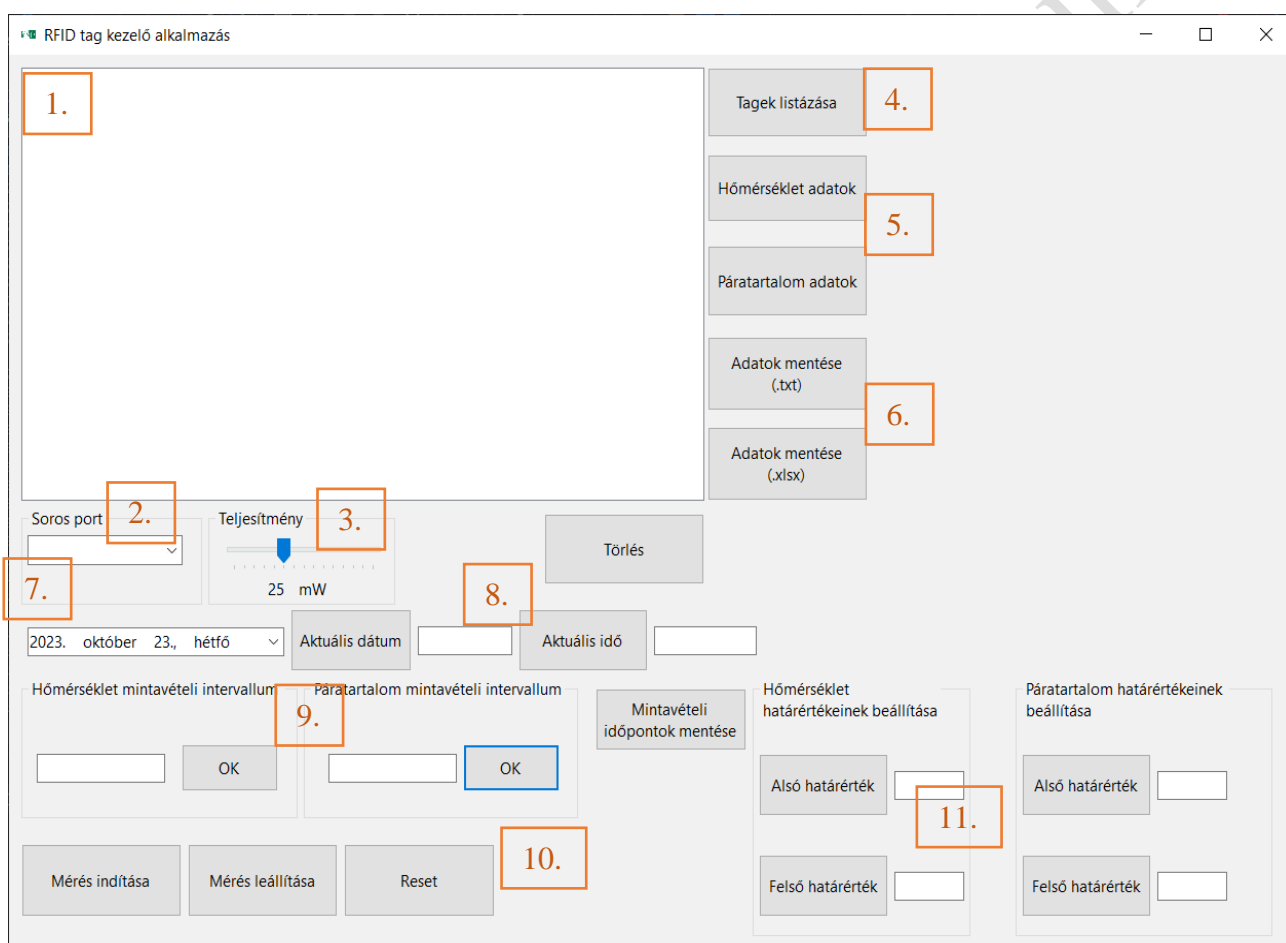 RFID tag kezelő alkalmazás
1.
Tagek listázása
4.
Hőmérséklet adatok
5.
Páratartalom adatok
Adatok mentése
(.txt)
6.
Adatok mentése
(.xlsx)
Soros port
2.
Teljesítmény
3.
25 mW
Törlés
7.
8.
2023. október 23., hétfő
Aktuális dátum
Aktuális idő
Hőmérséklet mintavételi intervallum
9.
Páratartalom mintavételi intervallum
OK
OK
Mintavételi
időpontok mentése
Hőmérséklet
határértékeinek beállítása
Alsó határérték
11.
Felső határérték
Páratartalom határértékeinek
beállítása
Alső határérték
Felső határérték
Mérés indítása
Mérés leállítása
Reset
10.